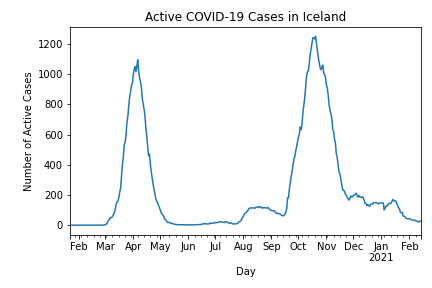 Active COVID-19 Cases in Iceland
Number of Active Cases
1200
1000
800
600
400
200
0
Feb Mar Apr May Jun Jul Aug Sep Oct Nov Dec Jan Feb
2021
Day